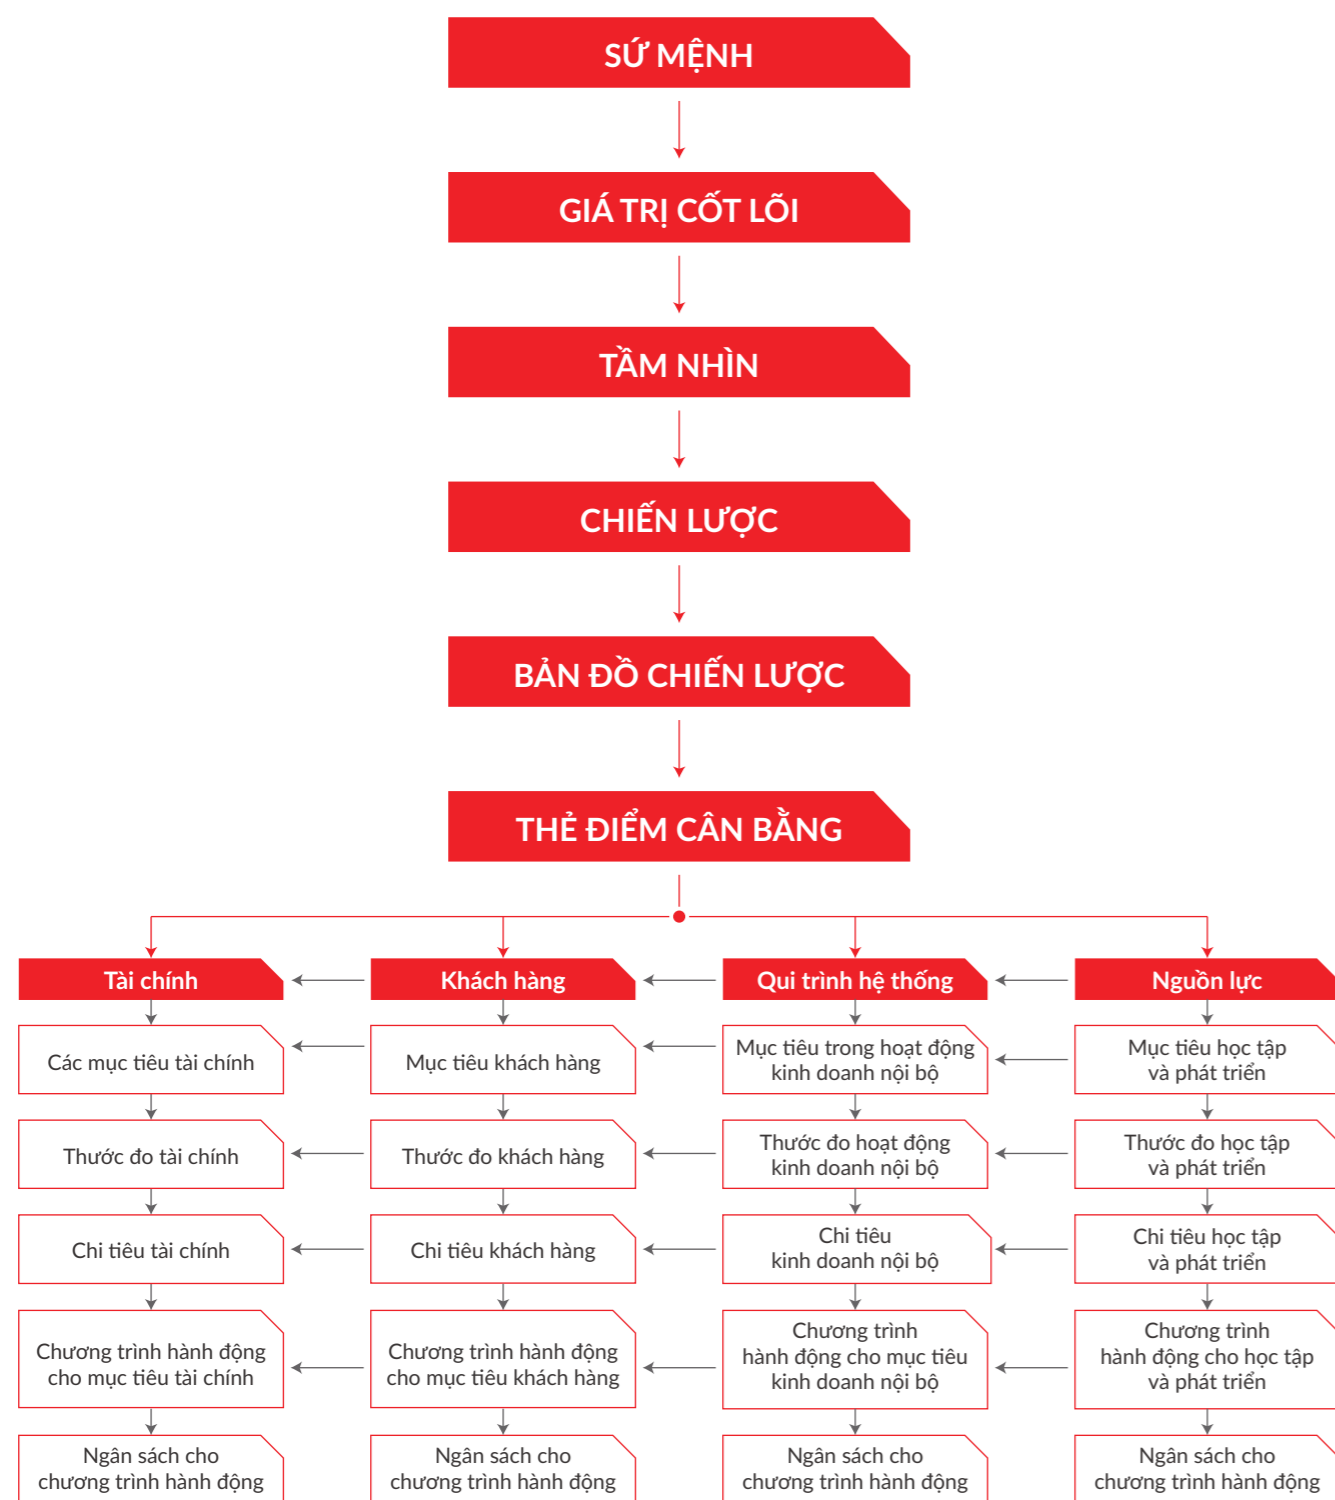 SỨ MỆNH
GIÁ TRỊ CỐT LÕI
TẦM NHÌN
CHIẾN LƯỢC
BẢN ĐỒ CHIẾN LƯỢC
THẺ ĐIỂM CÂN BẰNG
Tài chính
Khách hàng
Qui trình hệ thống
Nguồn lực
Các mục tiêu tài chính
Mục tiêu khách hàng
Mục tiêu trong hoạt động
kinh doanh nội bộ
Mục tiêu học tập
và phát triển
Thước đo tài chính
Thước đo khách hàng
Thước đo hoạt động
kinh doanh nội bộ
Thước đo học tập
và phát triển
Chi tiêu tài chính
Chi tiêu khách hàng
Chi tiêu
kinh doanh nội bộ
Chi tiêu học tập
và phát triển
Chương trình hành động
cho mục tiêu tài chính
Chương trình hành động
cho mục tiêu khách hàng
Chương trình
hành động cho mục tiêu
kinh doanh nội bộ
Chương trình
hành động cho học tập
và phát triển
Ngân sách cho
chương trình hành động
Ngân sách cho
chương trình hành động
Ngân sách cho
chương trình hành động
Ngân sách cho
chương trình hành động